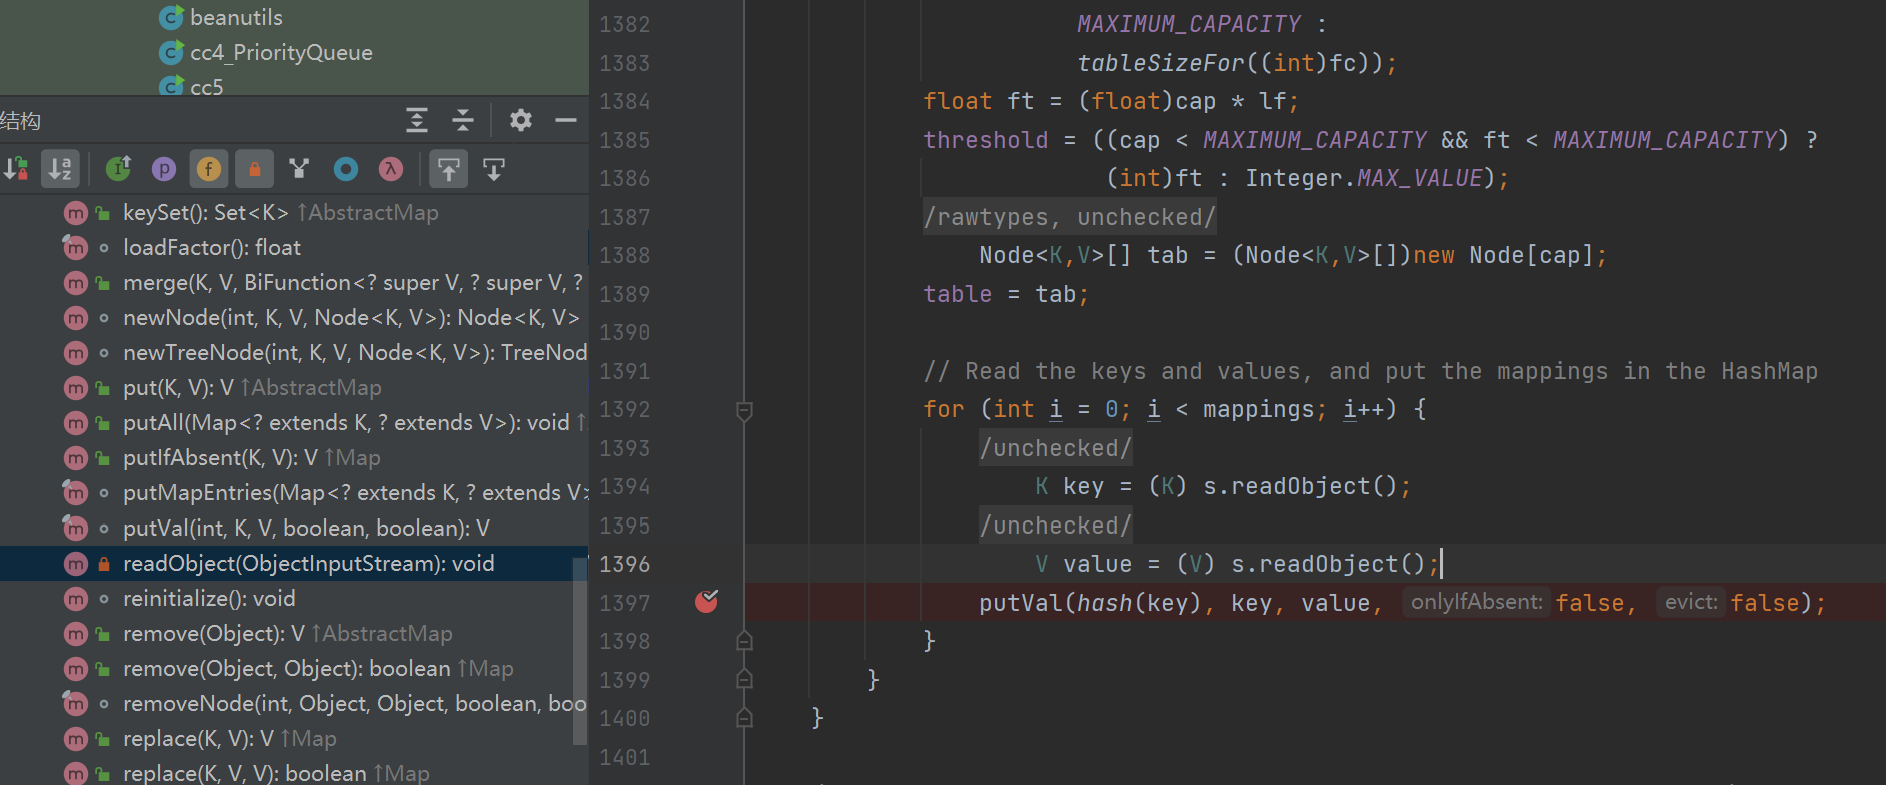 beanutils
cc4_PriorityQueue
cc5
结构
keySet(): Set<K> ↑AbstractMap
loadFactor(): float
merge(K, V, BiFunction<? super V, ? super V, ?
newNode(int, K, V, Node<K, V>): Node<K, V>
newTreeNode(int, K, V, Node<K, V>): TreeNod
put(K, V): V ↑AbstractMap
putAll(Map<? extends K, ? extends V>): void ↑
putIfAbsent(K, V): V ↑Map
putMapEntries(Map<? extends K, ? extends V>
putVal(int, K, V, boolean, boolean): V
readObject(ObjectInputStream): void
reinitialize(): void
remove(Object): V ↑AbstractMap
remove(Object, Object): boolean ↑Map
removeNode(int, Object, Object, boolean, boo
replace(K, V): V ↑Map
replace(K, V, V): boolean ↑Map
1382 MAXIMUM_CAPACITY :
1383 tableSizeFor((int)fc));
1384 float ft = (float)cap * lf;
1385 threshold = ((cap < MAXIMUM_CAPACITY && ft < MAXIMUM_CAPACITY) ?
1386 (int)ft : Integer.MAX_VALUE);
1387 /rawtypes, unchecked/
1388 Node<K,V>[] tab = (Node<K,V>[])new Node[cap];
1389 table = tab;
1390
1391 // Read the keys and values, and put the mappings in the HashMap
1392 for (int i = 0; i < mappings; i++) {
1393 /unchecked/
1394 K key = (K) s.readObject();
1395 /unchecked/
1396 V value = (V) s.readObject();
1397 putVal(hash(key), key, value, onlyIfAbsent: false, evict: false);
1398 }
1399 }
1400 }
1401